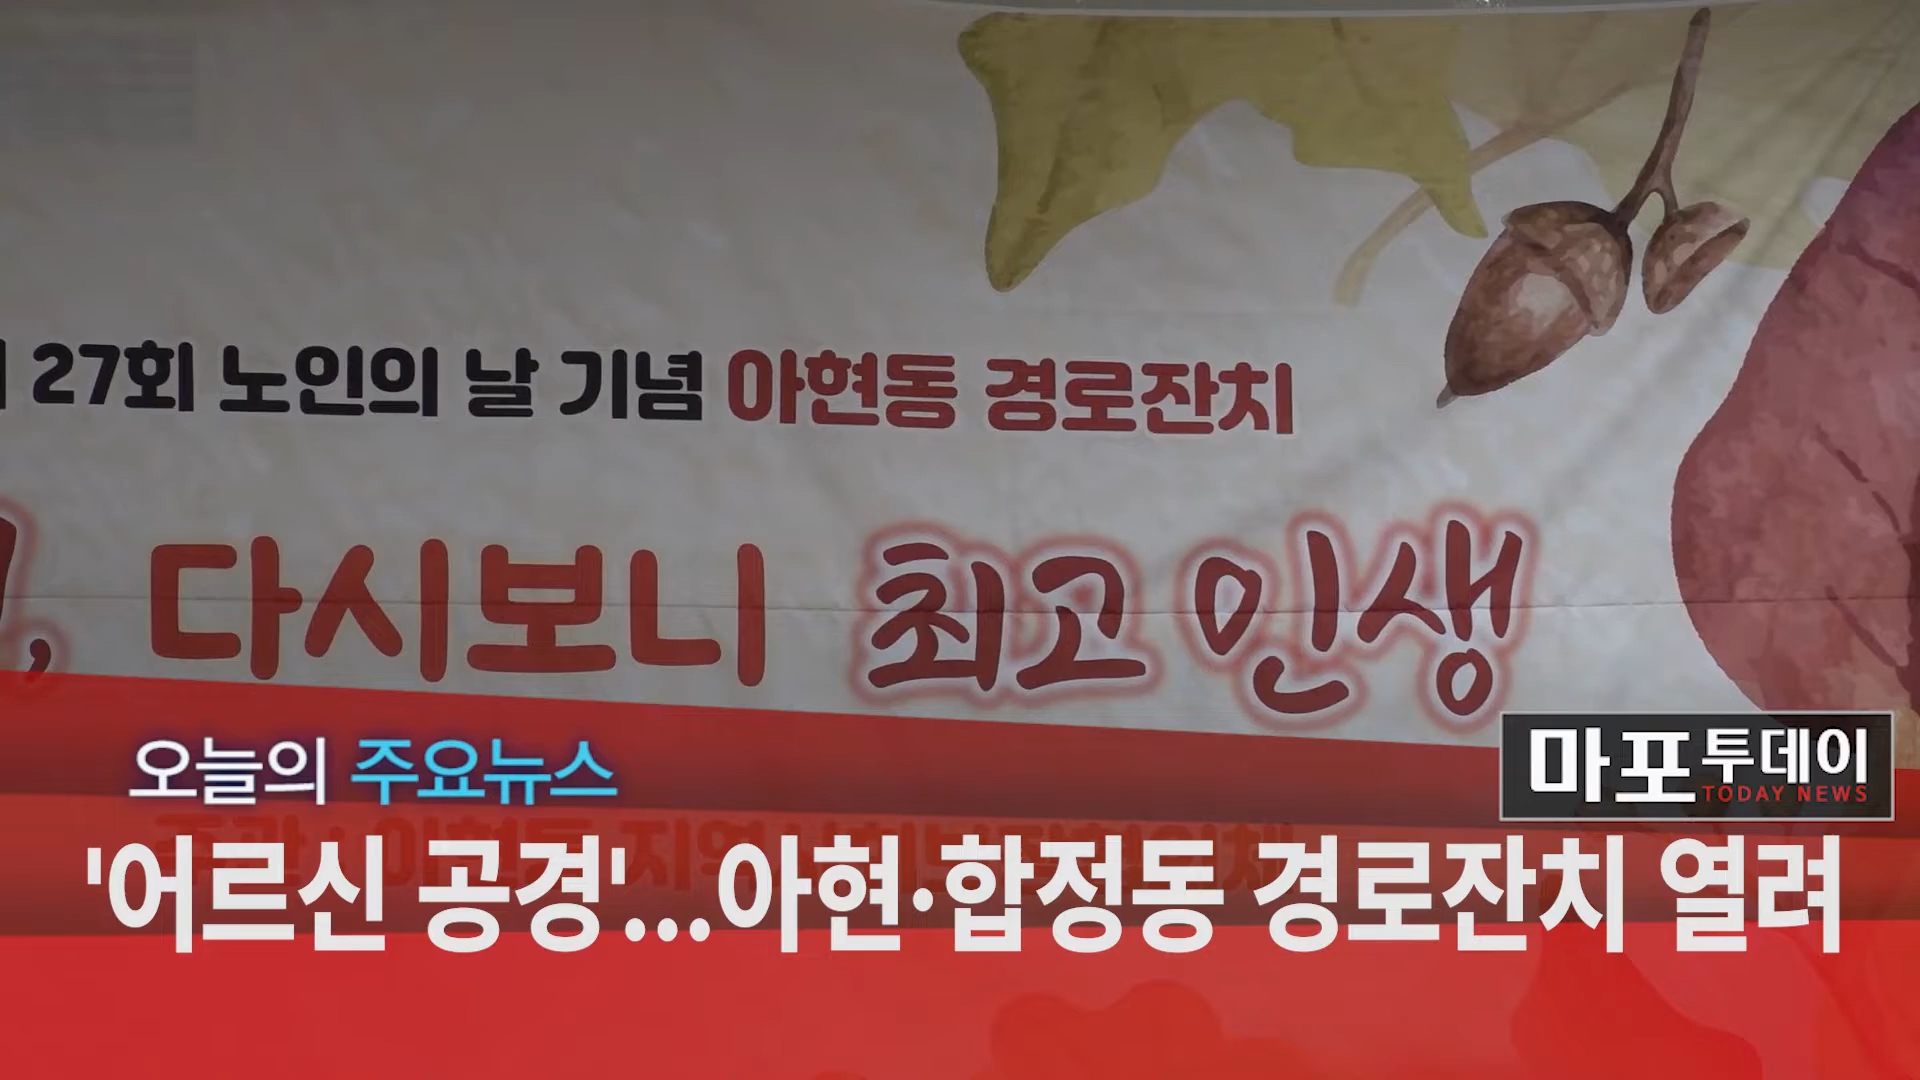 27회 노인의 날 기념 아현동 경로잔치
다시보니 최고 인생
오늘의 주요뉴스
마포투데이
TODAY NEWS
'어르신 공경'...아현·합정동 경로잔치 열려